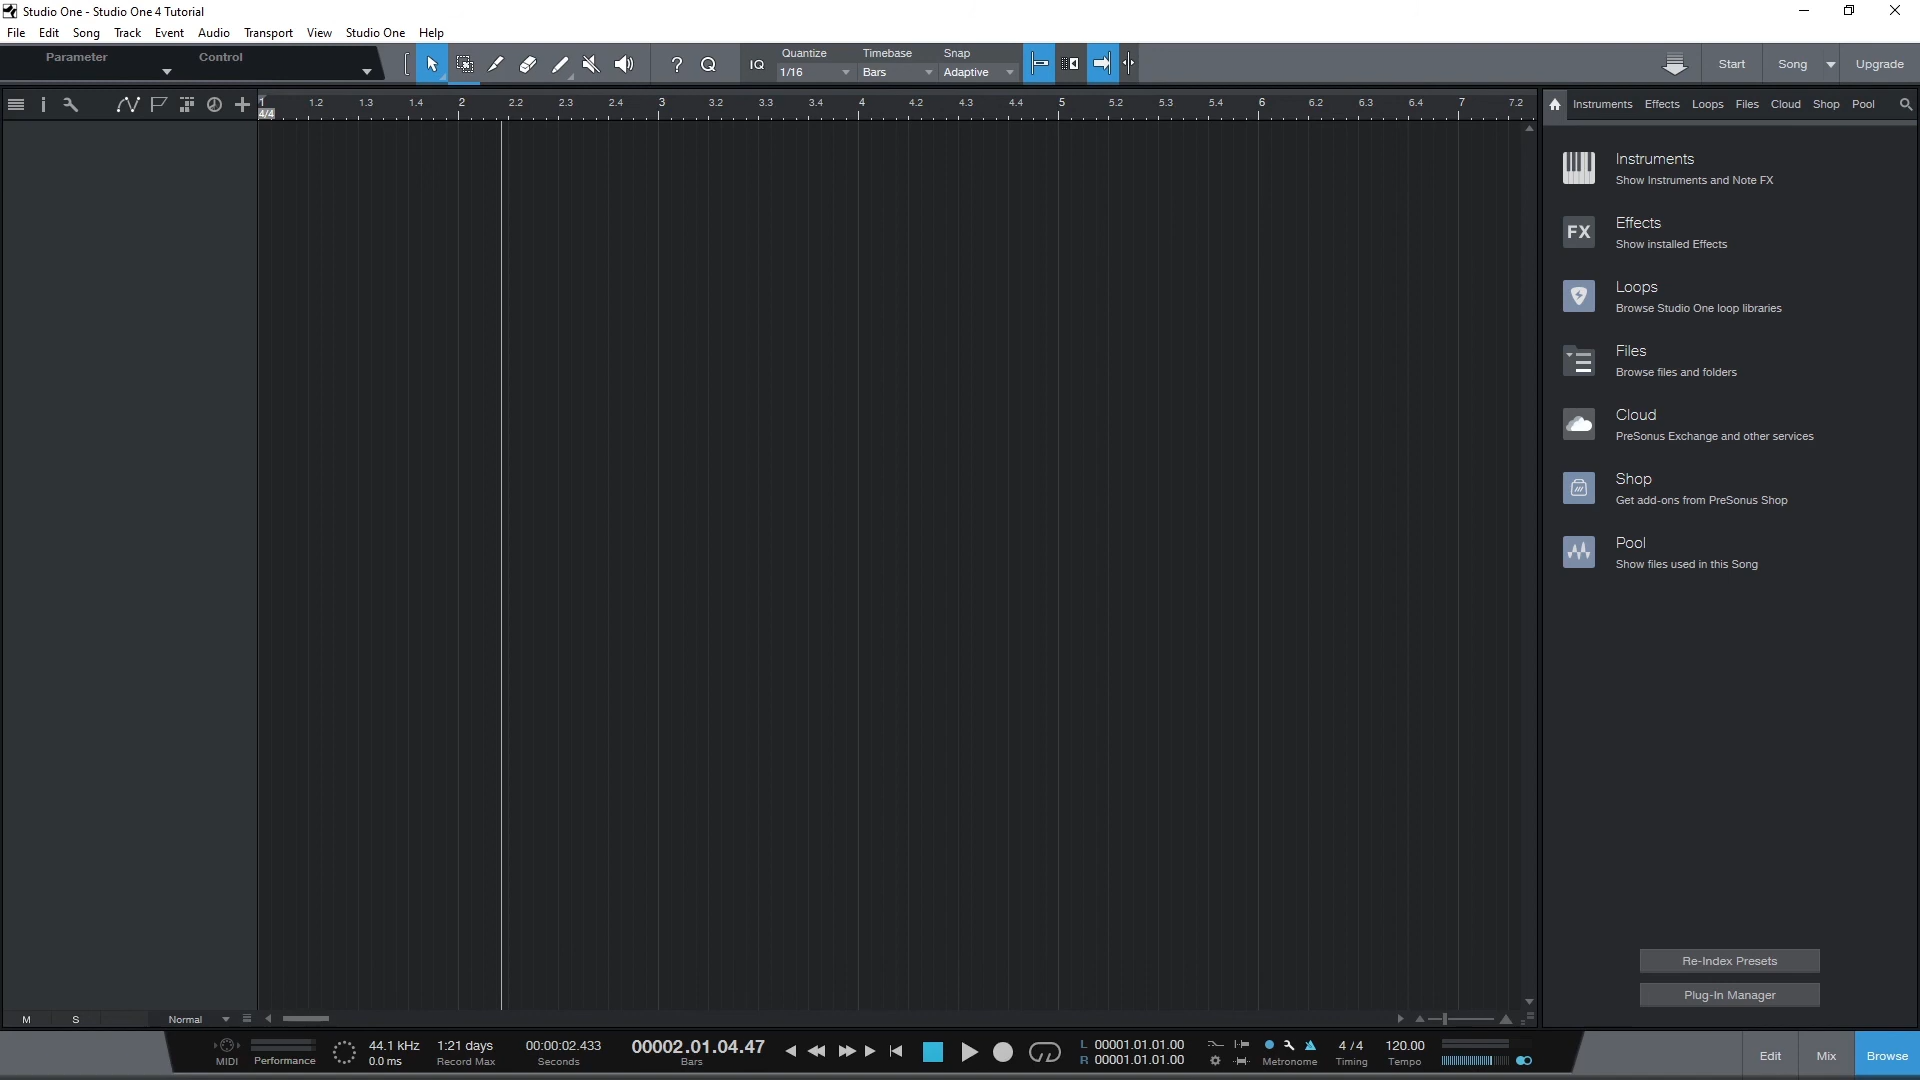 Studio One - Studio One 4 Tutorial
File Edit Song Track Event Audio Transport View Studio One Help
Parameter Control
IQ
Quantize Timebase Snap
1/16 Bars Adaptive
Start Song Upgrade
1 1.2 1.3 1.4 2 2.2 2.3 2.4 3 3.2 3.3 3.4 4 4.2 4.3 4.4 5 5.2 5.3 5.4 6 6.2 6.3 6.4 7 7.2
4/4
Instruments Effects Loops Files Cloud Shop Pool
Instruments
Show Instruments and Note FX
FX
Effects
Show installed Effects
Loops
Browse Studio One loop libraries
Files
Browse files and folders
Cloud
PreSonus Exchange and other services
Shop
Get add-ons from PreSonus Shop
Pool
Show files used in this Song
Re-Index Presets
Plug-In Manager
M S Normal
MIDI
Performance
44.1 kHz
0.0 ms
1:21 days
Record Max
00:00:02.433
Seconds
00002.01.04.47
Bars
L 00001.01.01.00
R 00001.01.01.00
Metronome
4 / 4
Timing
120.00
Tempo
Edit Mix Browse